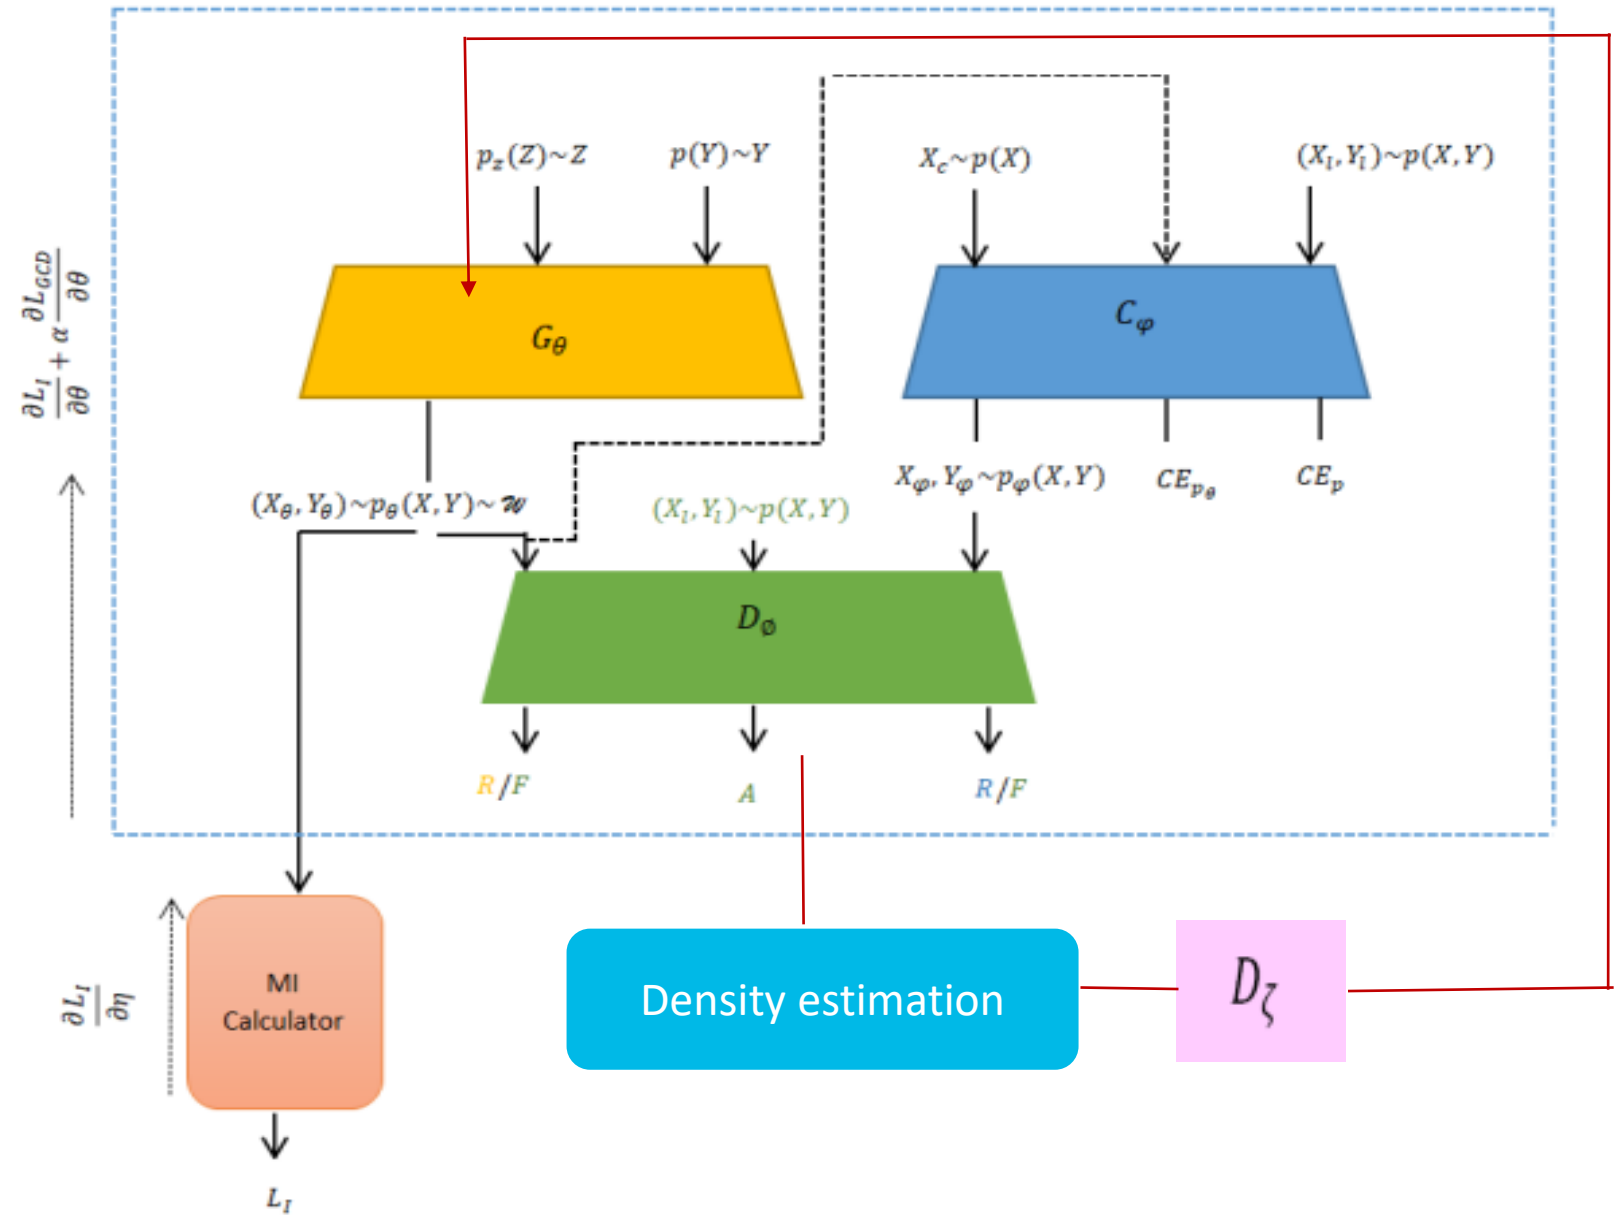 p_z(Z)~Z
p(Y)~Y
X_c~p(X)
(X_l,Y_l)~p(X,Y)
∂L_I/∂θ + α ∂L_GCD/∂θ
G_θ
C_φ
(X_θ,Y_θ)~p_θ(X,Y)~𝓌
(X_l,Y_l)~p(X,Y)
X_φ,Y_φ~p_φ(X,Y)
CE_{p_θ}
CE_p
D_∅
R/F
A
R/F
∂L_I/∂η
MI
Calculator
Density estimation
D_ζ
L_I